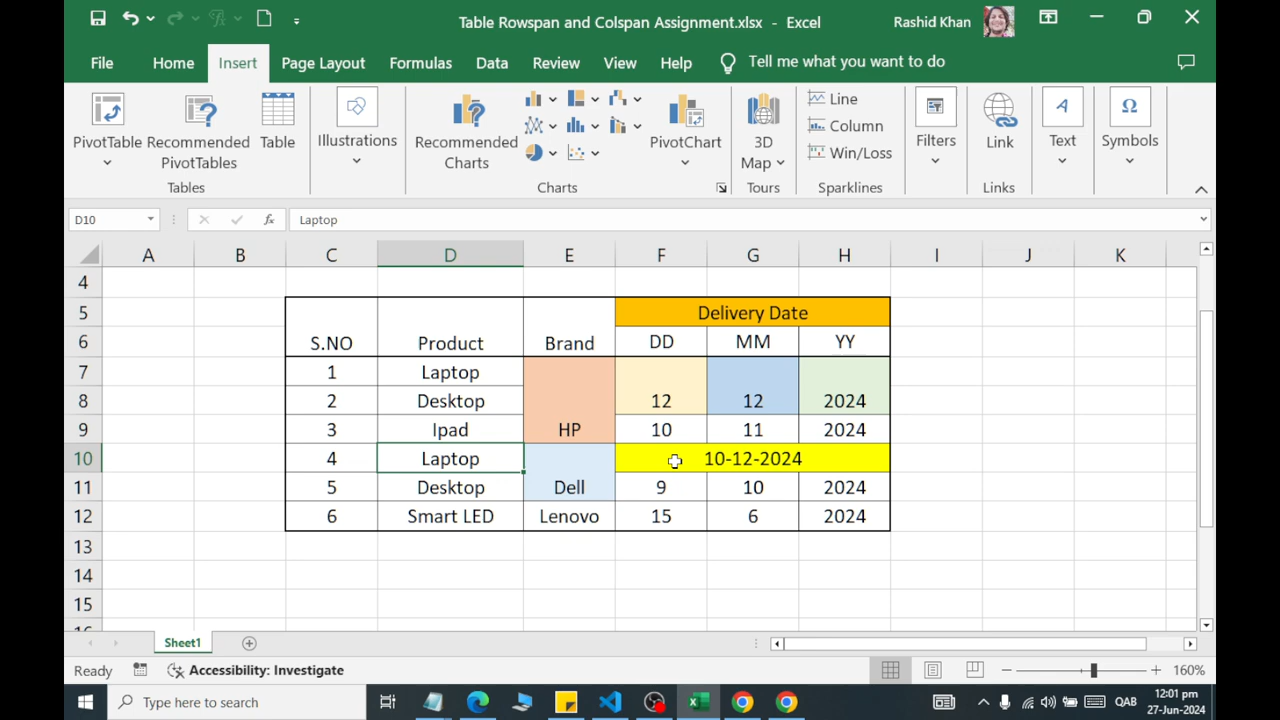 Table Rowspan and Colspan Assignment.xlsx - Excel
Rashid Khan
File Home Insert Page Layout Formulas Data Review View Help Tell me what you want to do
PivotTable
Recommended
PivotTables
Table
Illustrations
Recommended
Charts
PivotChart
3D
Map
Line
Column
Win/Loss
Filters
Link
Text
Symbols
Tables
Charts
Tours
Sparklines
Links
D10
fx
Laptop
A B C D E F G H I J K
4
5 Delivery Date
6 S.NO Product Brand DD MM YY
7 1 Laptop
8 2 Desktop 12 12 2024
9 3 Ipad HP 10 11 2024
10 4 Laptop 10-12-2024
11 5 Desktop Dell 9 10 2024
12 6 Smart LED Lenovo 15 6 2024
13
14
15
Sheet1
Ready
Accessibility: Investigate
160%
Type here to search
QAB
12:01 pm
27-Jun-2024